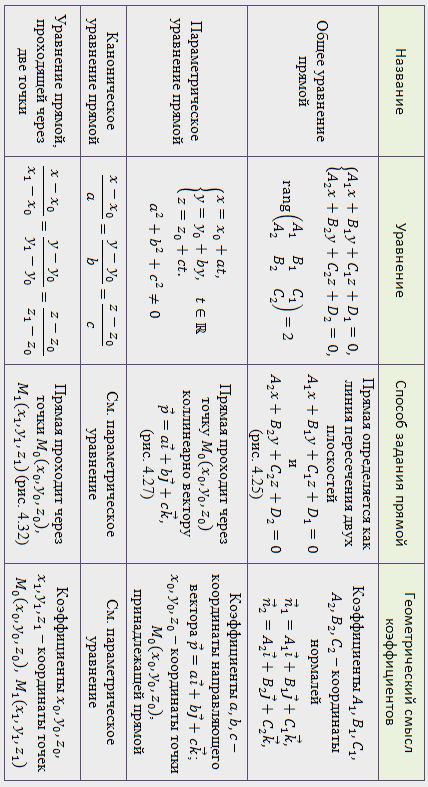 Название
Уравнение
Способ задания прямой
Геометрический смысл
коэффициентов
Общее уравнение
прямой
{A₁x + B₁y + C₁z + D₁ = 0,
A₂x + B₂y + C₂z + D₂ = 0,
rang (A₁ B₁ C₁
A₂ B₂ C₂) = 2
Прямая определяется как
линия пересечения двух
плоскостей
A₁x + B₁y + C₁z + D₁ = 0
и
A₂x + B₂y + C₂z + D₂ = 0
(рис. 4.25)
Коэффициенты A₁, B₁, C₁,
A₂, B₂, C₂ – координаты
нормалей
n⃗₁ = A₁i⃗ + B₁j⃗ + C₁k⃗,
n⃗₂ = A₂i⃗ + B₂j⃗ + C₂k⃗,
Параметрическое
уравнение прямой
{x = x₀ + at,
y = y₀ + by, t ∈ ℝ
z = z₀ + ct.
a² + b² + c² ≠ 0
Прямая проходит через
точку M₀(x₀, y₀, z₀)
коллинеарно вектору
p⃗ = ai⃗ + bj⃗ + ck⃗,
(рис. 4.27)
Коэффициенты a, b, c –
координаты направляющего
вектора p⃗ = ai⃗ + bj⃗ + ck⃗;
x₀, y₀, z₀ – координаты точки
M₀(x₀, y₀, z₀),
принадлежащей прямой
Каноническое
уравнение прямой
(x − x₀)/a = (y − y₀)/b = (z − z₀)/c
См. параметрическое
уравнение
См. параметрическое
уравнение
Уравнение прямой,
проходящей через
две точки
(x − x₀)/(x₁ − x₀) = (y − y₀)/(y₁ − y₀) = (z − z₀)/(z₁ − z₀)
Прямая проходит через
точки M₀(x₀, y₀, z₀),
M₁(x₁, y₁, z₁) (рис. 4.32)
Коэффициенты x₀, y₀, z₀,
x₁, y₁, z₁ – координаты точек
M₀(x₀, y₀, z₀), M₁(x₁, y₁, z₁)